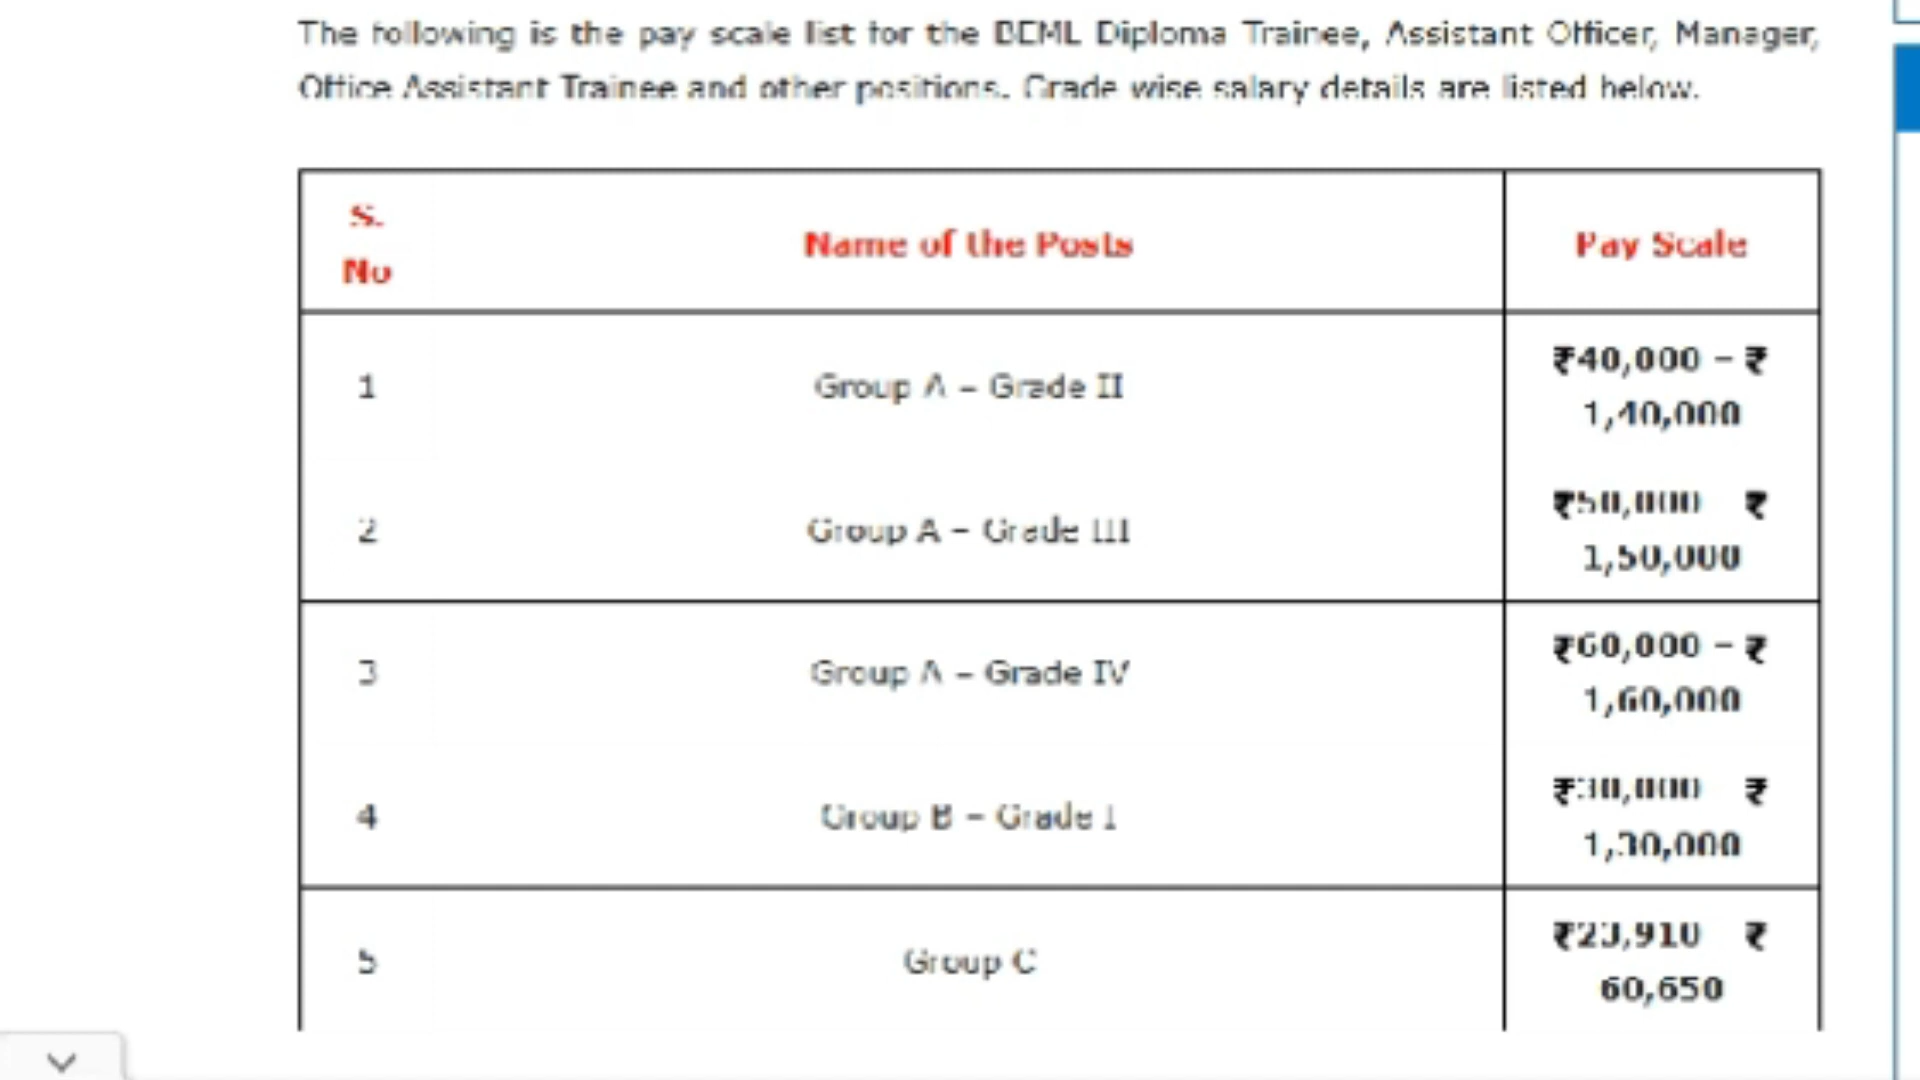 The following is the pay scale list for the BEML Diploma Trainee, Assistant Officer, Manager,
Office Assistant Trainee and other positions. Grade wise salary details are listed below.
S. No Name of the Posts Pay Scale
1 Group A – Grade II ₹40,000 – ₹ 1,40,000
2 Group A – Grade III ₹50,000 ₹ 1,50,000
3 Group A – Grade IV ₹60,000 – ₹ 1,60,000
4 Group B – Grade I ₹30,000 ₹ 1,30,000
5 Group C ₹23,910 ₹ 60,650